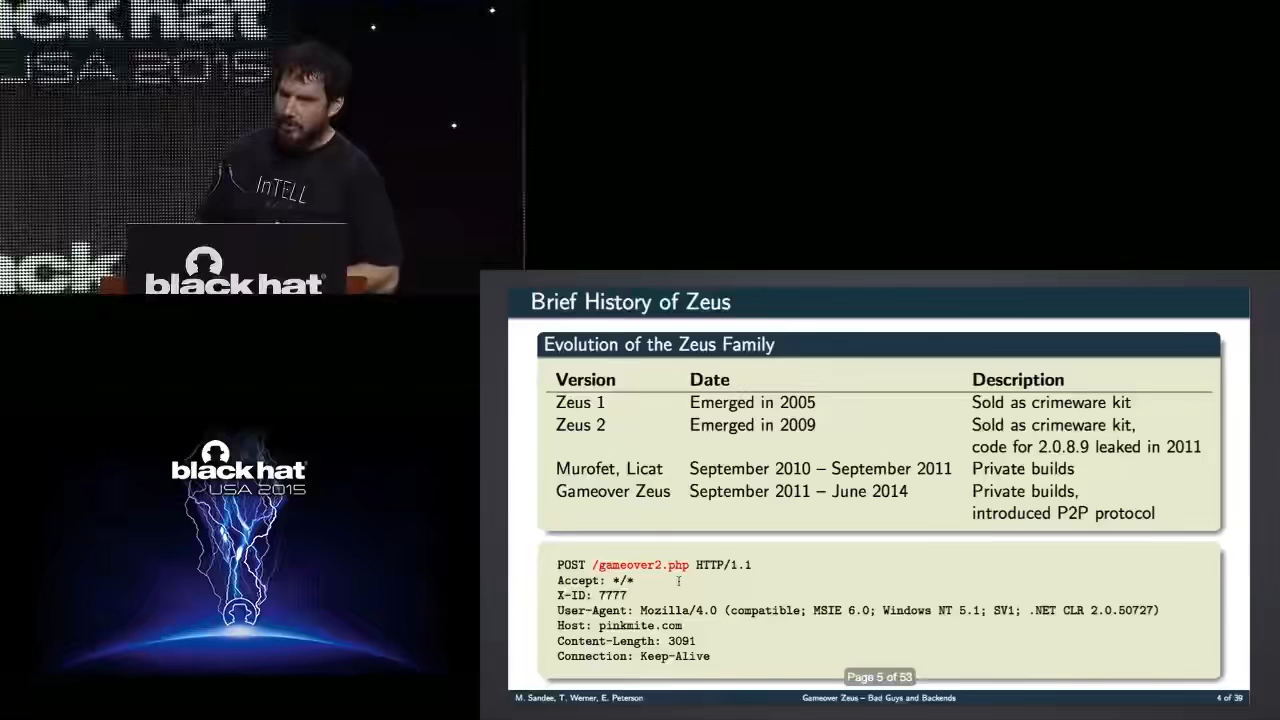 ck hat
USA 2015
InTELL
ack
black hat
black hat
USA 2015
Brief History of Zeus
Evolution of the Zeus Family
Version Date Description
Zeus 1 Emerged in 2005 Sold as crimeware kit
Zeus 2 Emerged in 2009 Sold as crimeware kit,
code for 2.0.8.9 leaked in 2011
Murofet, Licat September 2010 – September 2011 Private builds
Gameover Zeus September 2011 – June 2014 Private builds,
introduced P2P protocol
POST /gameover2.php HTTP/1.1
Accept: */*
X-ID: 7777
User-Agent: Mozilla/4.0 (compatible; MSIE 6.0; Windows NT 5.1; SV1; .NET CLR 2.0.50727)
Host: pinkmite.com
Content-Length: 3091
Connection: Keep-Alive
Page 5 of 53
M. Sandee, T. Werner, E. Peterson Gameover Zeus – Bad Guys and Backends 4 of 39